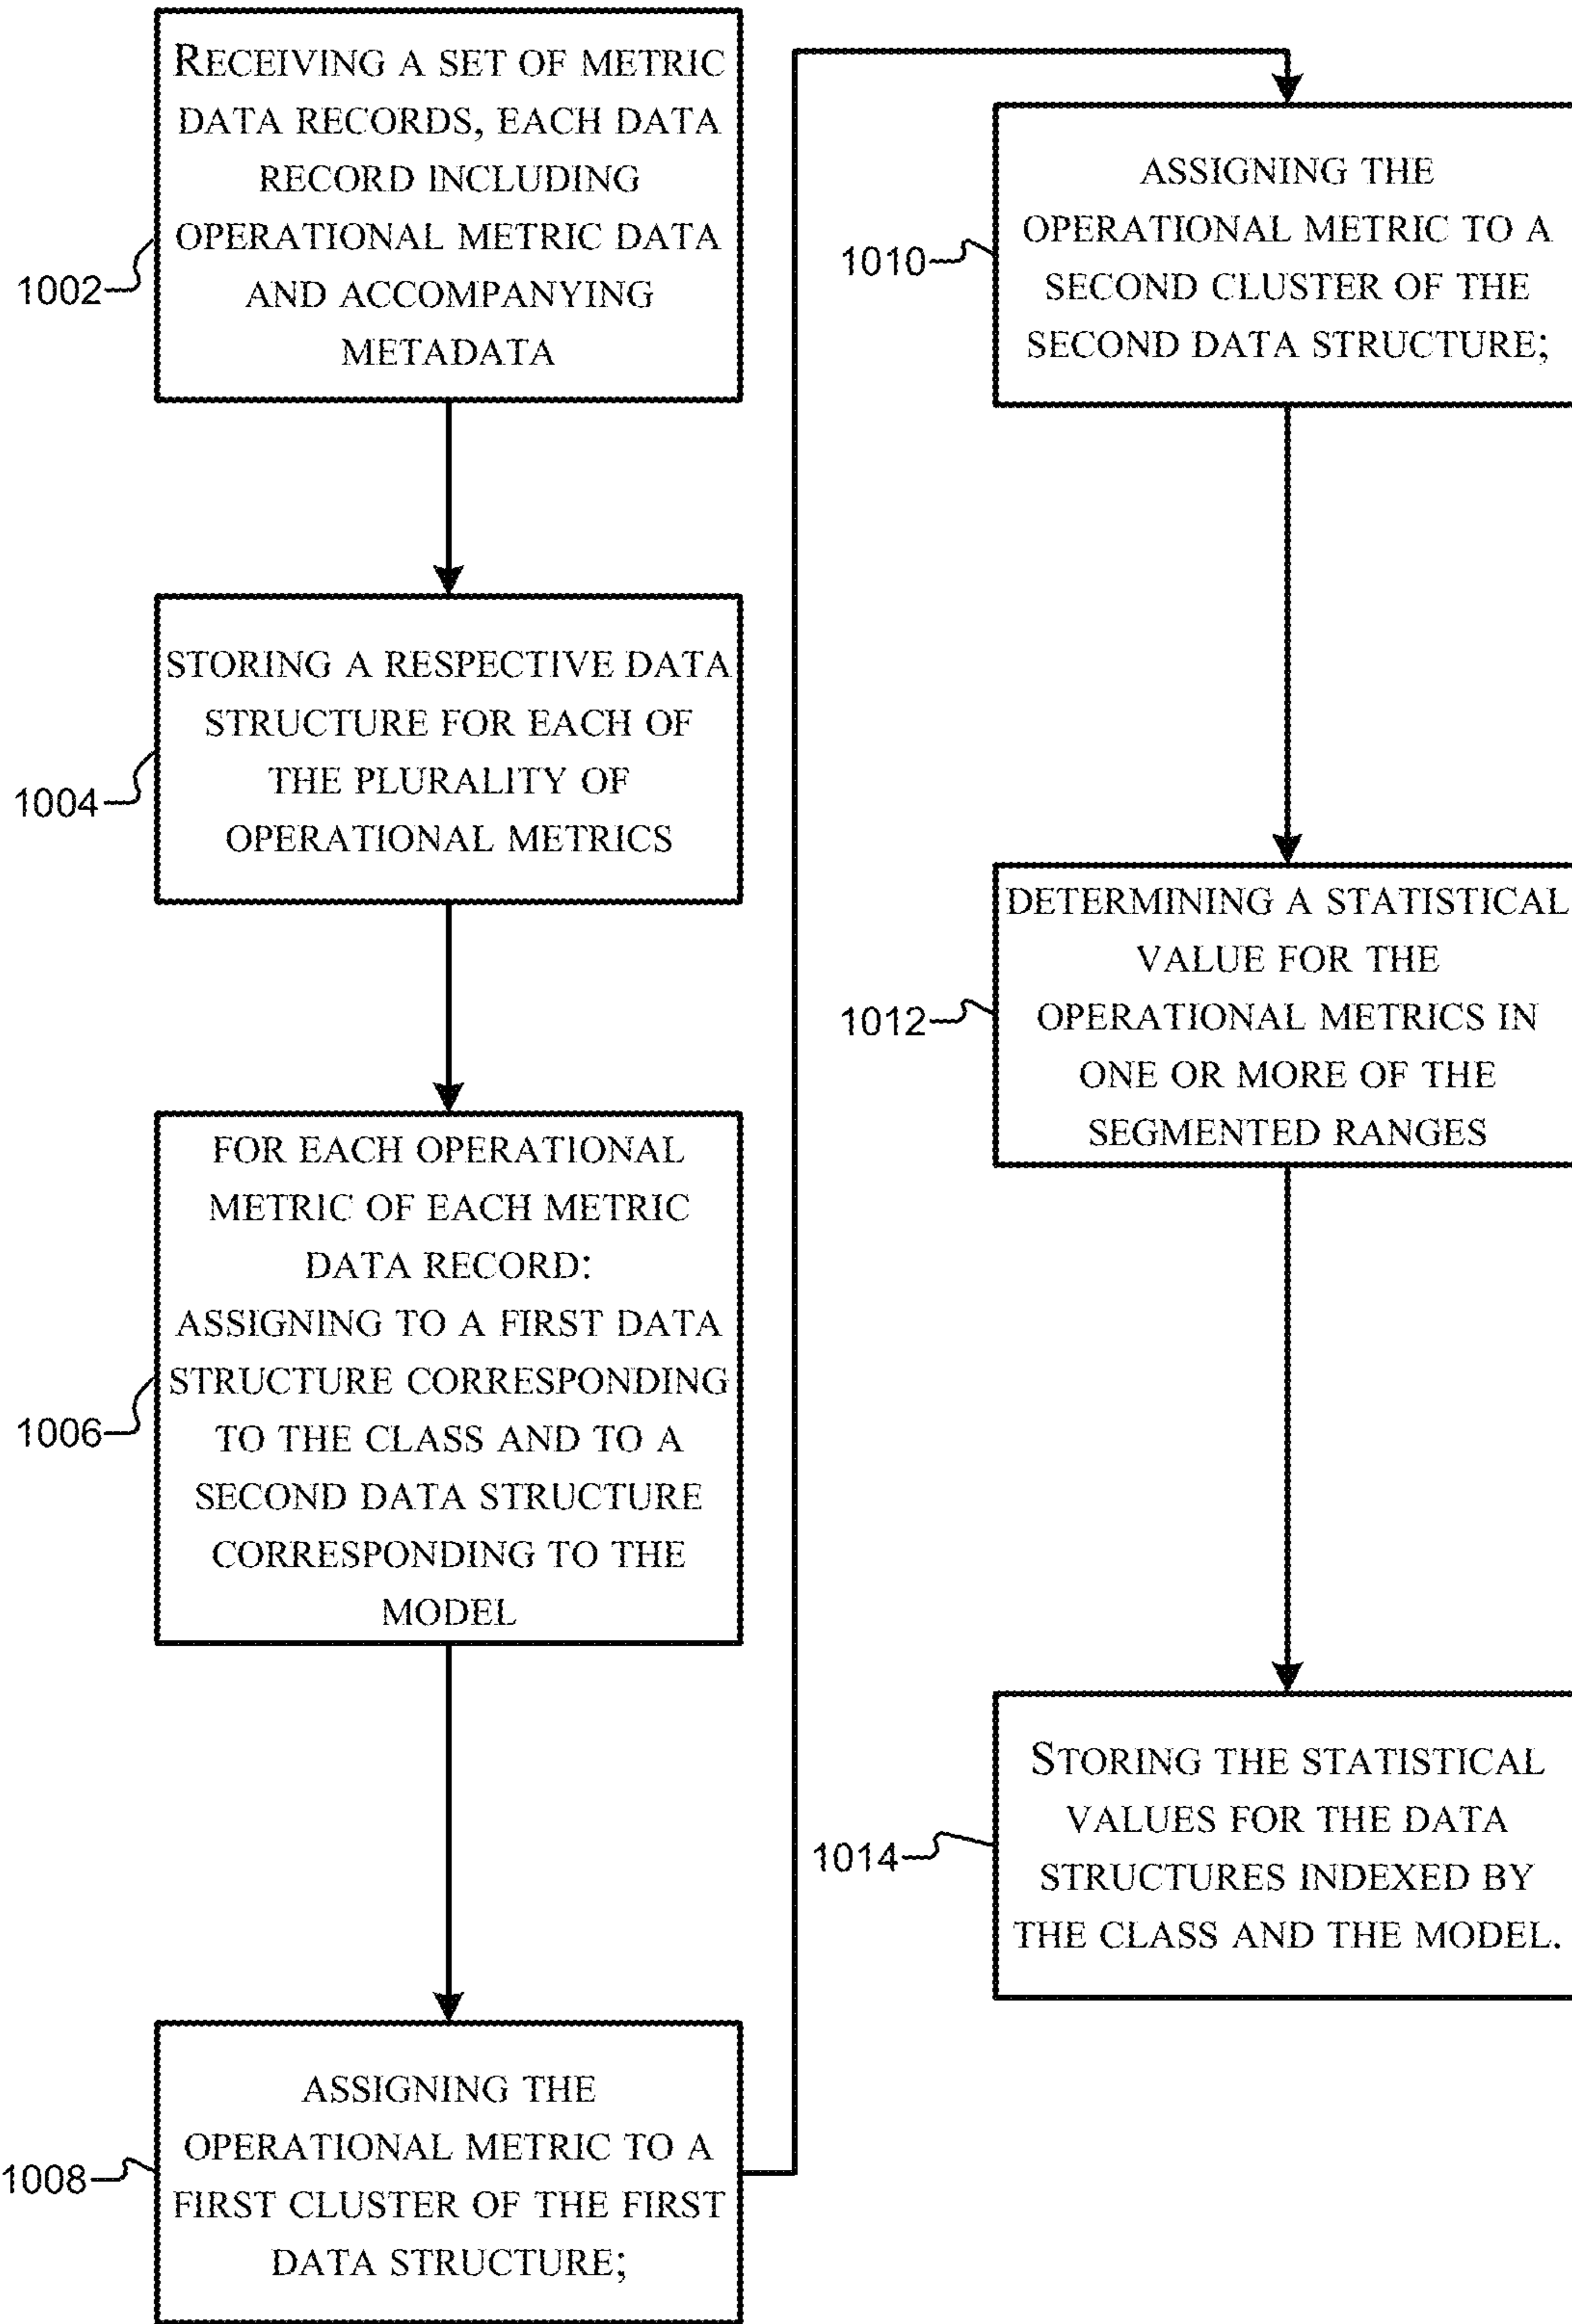 RECEIVING A SET OF METRIC
DATA RECORDS, EACH DATA
RECORD INCLUDING
OPERATIONAL METRIC DATA
AND ACCOMPANYING
METADATA
1002
STORING A RESPECTIVE DATA
STRUCTURE FOR EACH OF
THE PLURALITY OF
OPERATIONAL METRICS
1004
FOR EACH OPERATIONAL
METRIC OF EACH METRIC
DATA RECORD:
ASSIGNING TO A FIRST DATA
STRUCTURE CORRESPONDING
TO THE CLASS AND TO A
SECOND DATA STRUCTURE
CORRESPONDING TO THE
MODEL
1006
ASSIGNING THE
OPERATIONAL METRIC TO A
FIRST CLUSTER OF THE FIRST
DATA STRUCTURE;
1008
ASSIGNING THE
OPERATIONAL METRIC TO A
SECOND CLUSTER OF THE
SECOND DATA STRUCTURE;
1010
DETERMINING A STATISTICAL
VALUE FOR THE
OPERATIONAL METRICS IN
ONE OR MORE OF THE
SEGMENTED RANGES
1012
STORING THE STATISTICAL
VALUES FOR THE DATA
STRUCTURES INDEXED BY
THE CLASS AND THE MODEL.
1014